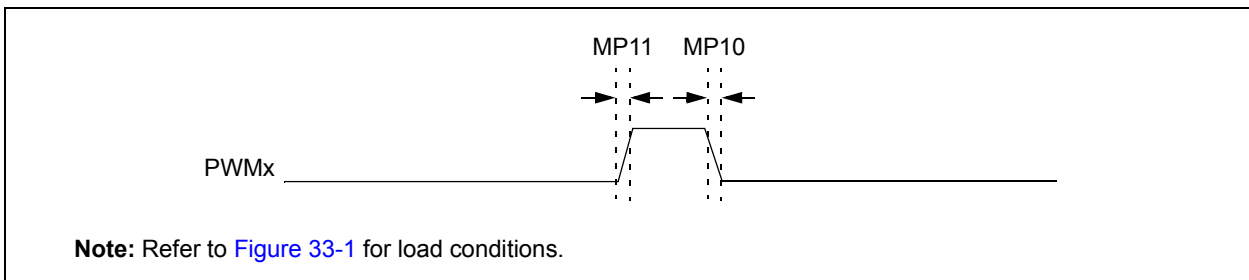 MP11 MP10
PWMx
Note: Refer to Figure 33-1 for load conditions.